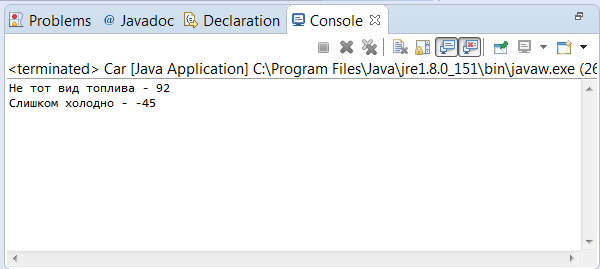 Problems @ Javadoc Declaration Console
<terminated> Car [Java Application] C:\Program Files\Java\jre1.8.0_151\bin\javaw.exe (26
Не тот вид топлива - 92
Слишком холодно - -45